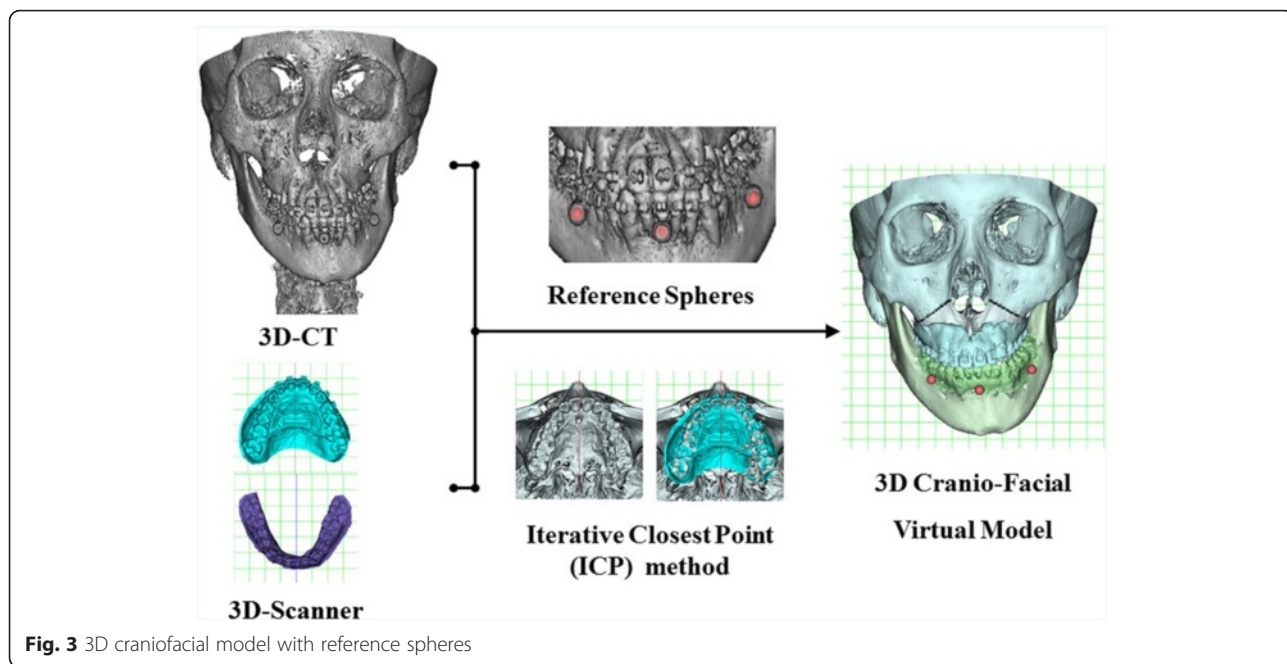 3D-CT
3D-Scanner
Reference Spheres
Iterative Closest Point
(ICP) method
3D Cranio-Facial
Virtual Model
Fig. 3 3D craniofacial model with reference spheres